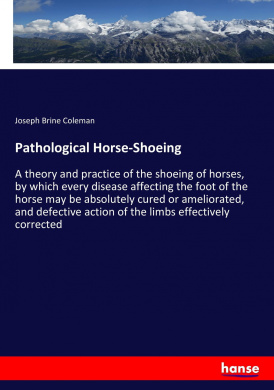 Joseph Brine Coleman
Pathological Horse-Shoeing
A theory and practice of the shoeing of horses,
by which every disease affecting the foot of the
horse may be absolutely cured or ameliorated,
and defective action of the limbs effectively
corrected
hanse